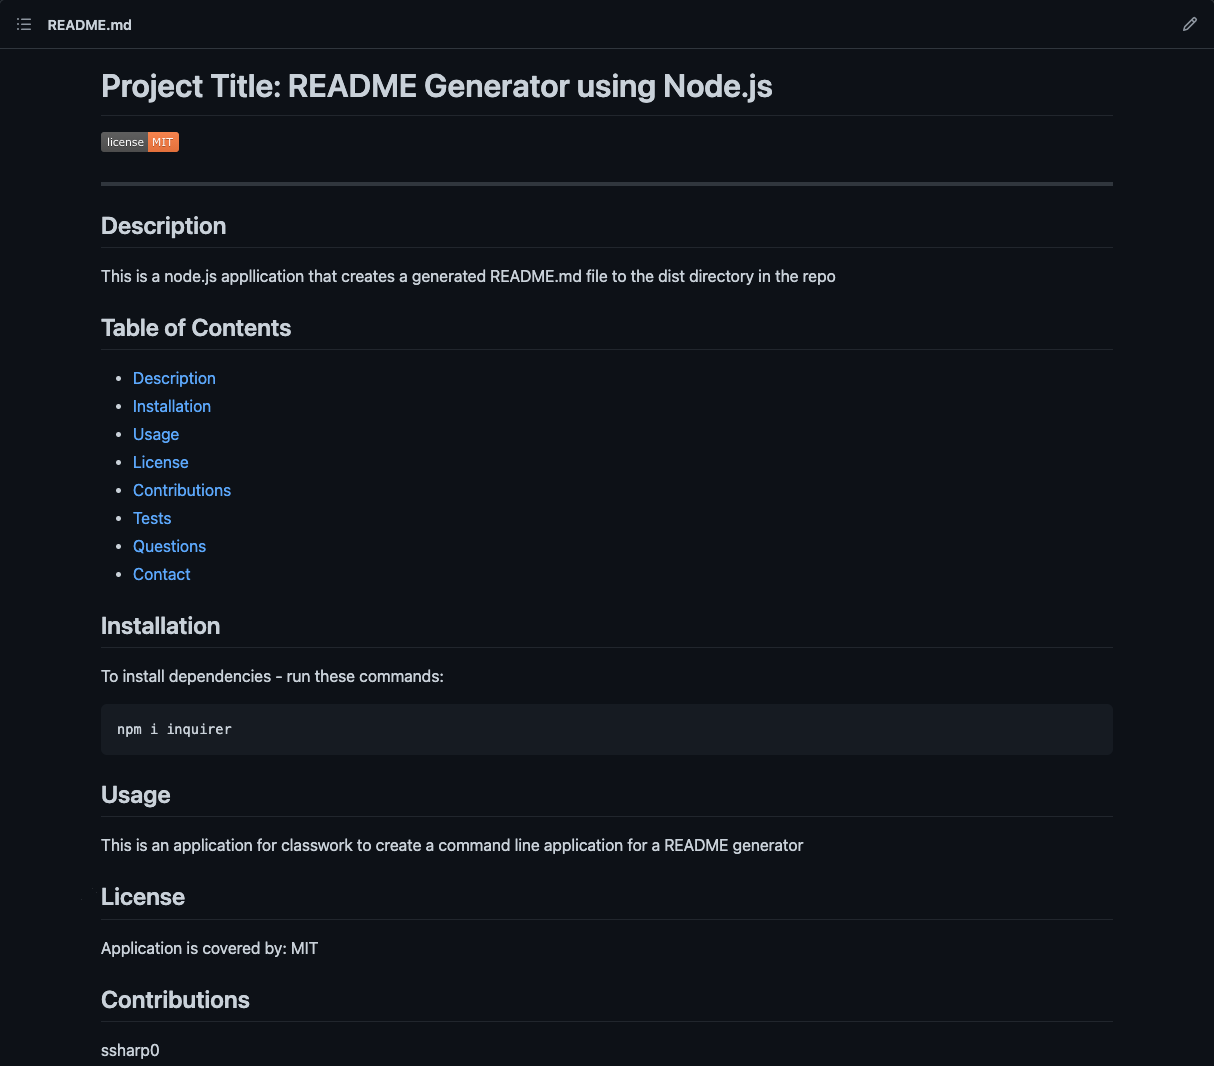 README.md
Project Title: README Generator using Node.js
license MIT
Description
This is a node.js appllication that creates a generated README.md file to the dist directory in the repo
Table of Contents
Description
Installation
Usage
License
Contributions
Tests
Questions
Contact
Installation
To install dependencies - run these commands:
npm i inquirer
Usage
This is an application for classwork to create a command line application for a README generator
License
Application is covered by: MIT
Contributions
ssharp0